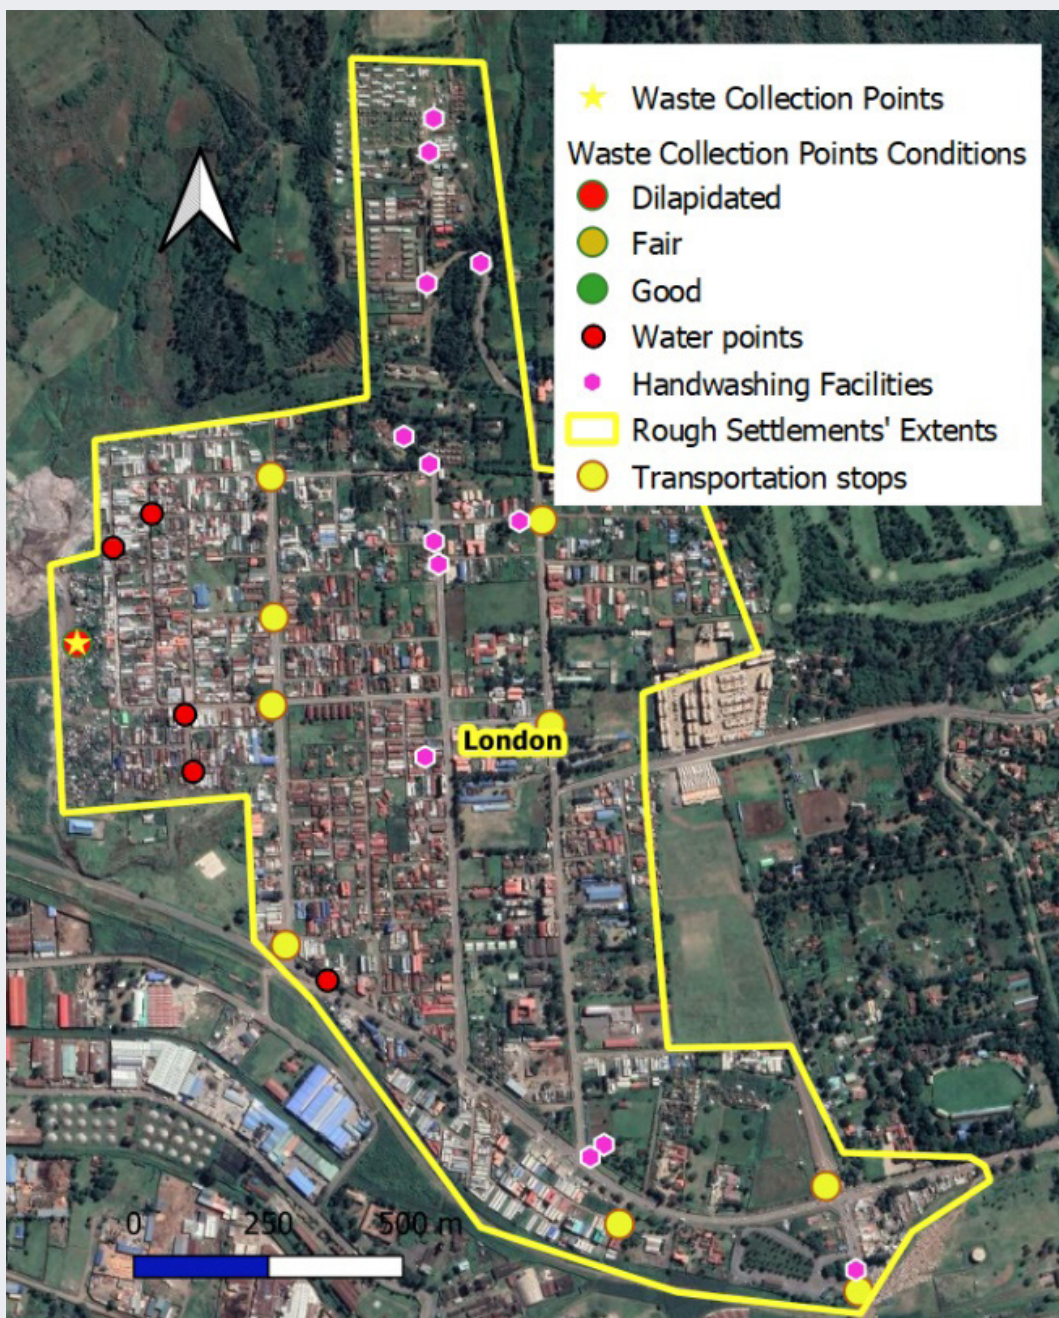 Waste Collection Points
Waste Collection Points Conditions
Dilapidated
Fair
Good
Water points
Handwashing Facilities
Rough Settlements' Extents
Transportation stops
London
0 250 500 m